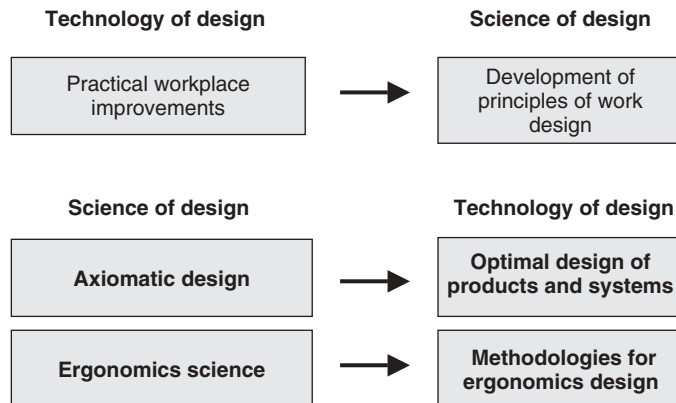 Technology of design
Science of design
Practical workplace
improvements
Development of
principles of work
design
Science of design
Technology of design
Axiomatic design
Optimal design of
products and systems
Ergonomics science
Methodologies for
ergonomics design